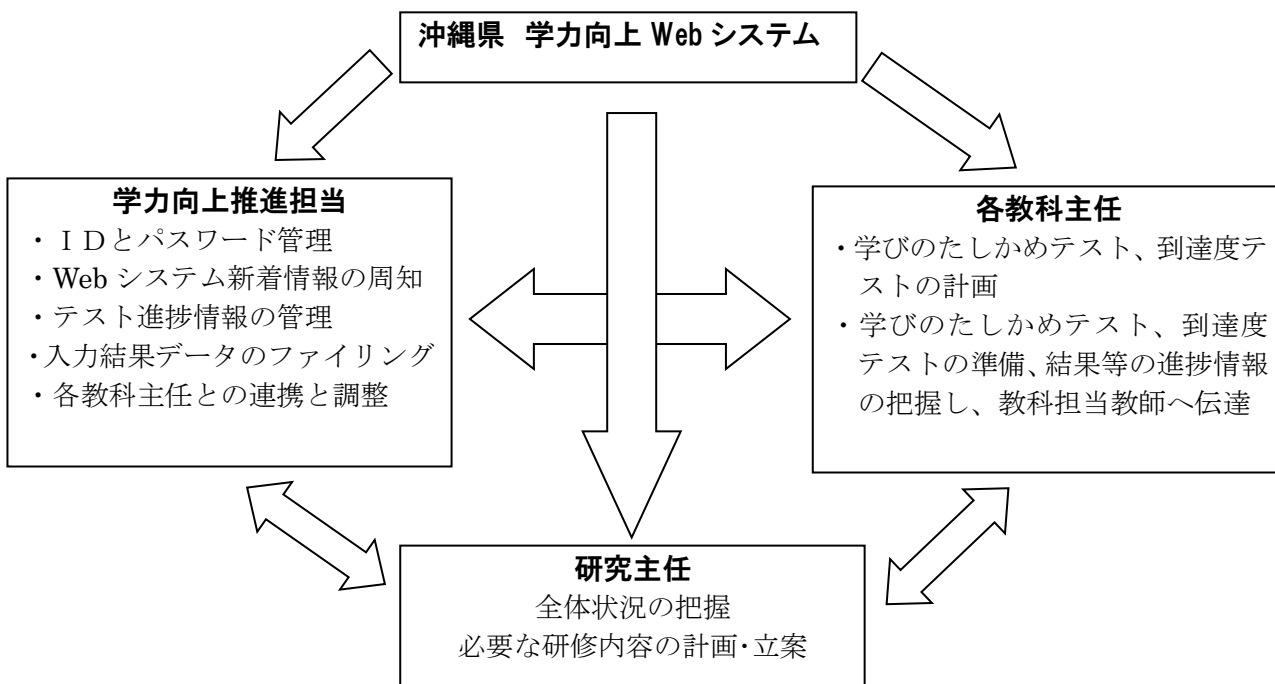 沖縄県 学力向上 Web システム
学力向上推進担当
・ＩＤとパスワード管理
・Web システム新着情報の周知
・テスト進捗情報の管理
・入力結果データのファイリング
・各教科主任との連携と調整
各教科主任
・学びのたしかめテスト、到達度テ
ストの計画
・学びのたしかめテスト、到達度
テストの準備、結果等の進捗情報
の把握し、教科担当教師へ伝達
研究主任
全体状況の把握
必要な研修内容の計画・立案